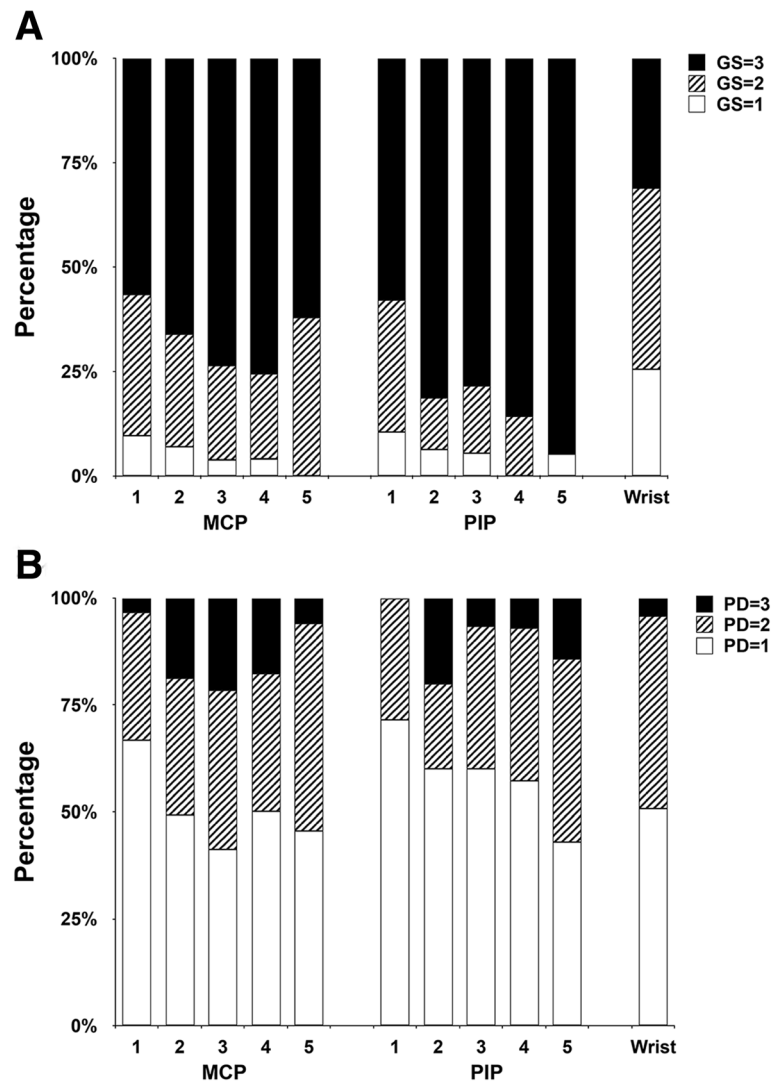 A
100%
75%
50%
25%
0%
Percentage
GS=3
GS=2
GS=1
1 2 3 4 5 1 2 3 4 5 Wrist
MCP PIP
B
100%
75%
50%
25%
0%
Percentage
PD=3
PD=2
PD=1
1 2 3 4 5 1 2 3 4 5 Wrist
MCP PIP